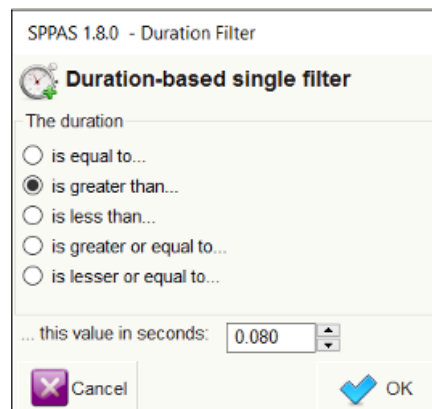 SPPAS 1.8.0 - Duration Filter
Duration-based single filter
The duration
is equal to...
is greater than...
is less than...
is greater or equal to...
is lesser or equal to...
... this value in seconds: 0.080
Cancel OK